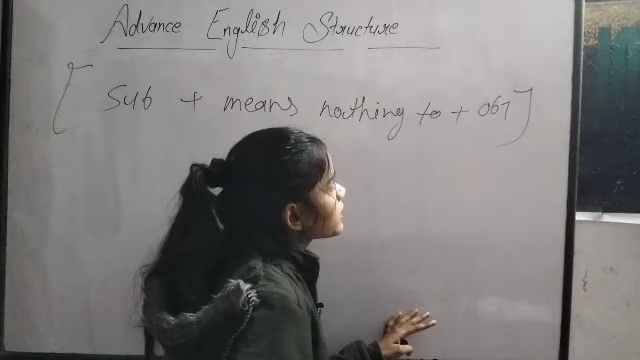 Advance English Structure
[ Sub + means nothing to + obj ]